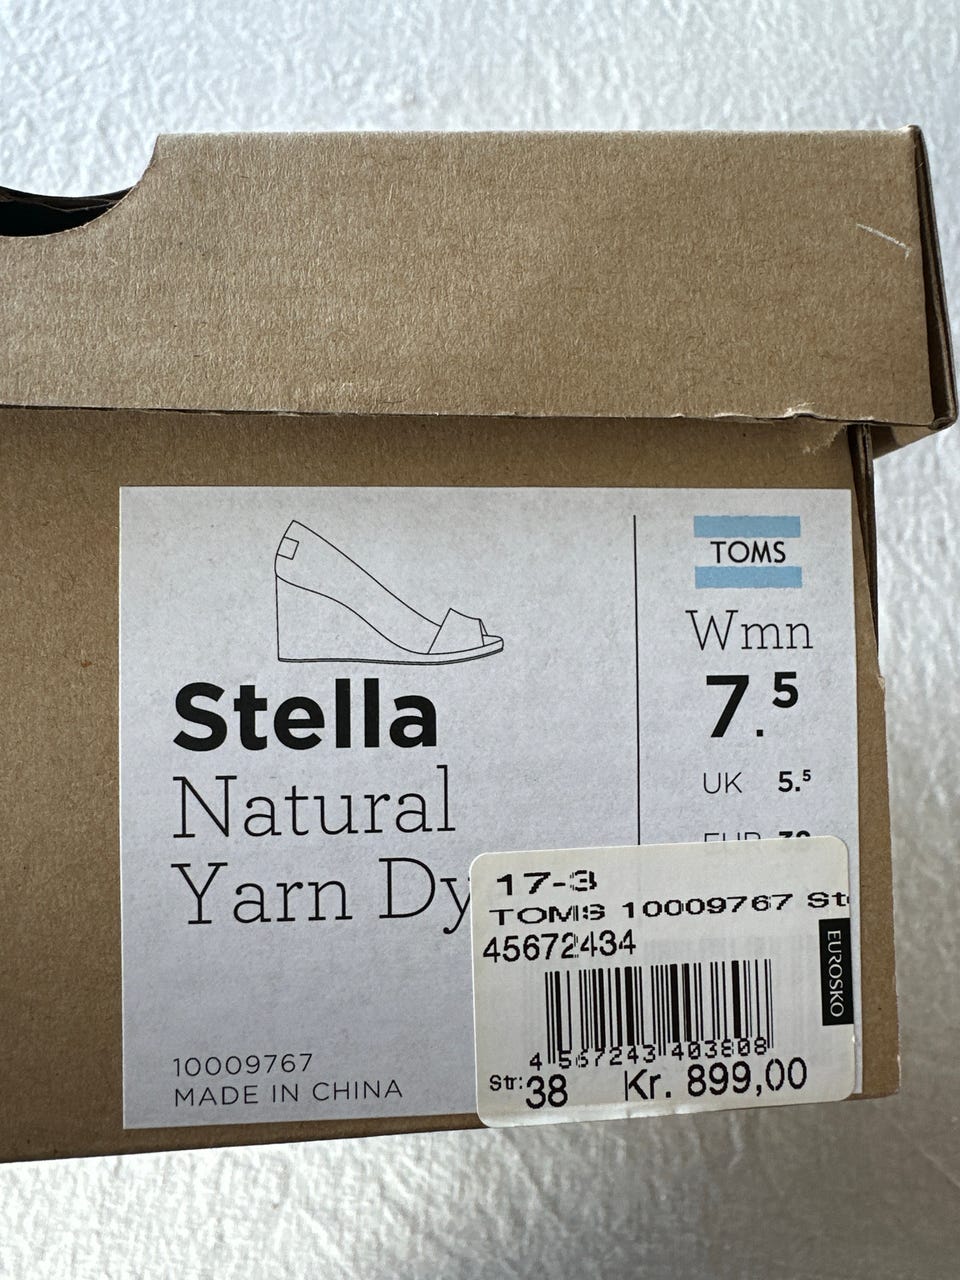 Stella
Natural
Yarn Dy
10009767
MADE IN CHINA
TOMS
Wmn
7.5
UK 5.5
17-3
TOMS 10009767
45672434
EUROSKO
4 567243 403808
Str: 38 Kr. 899,00